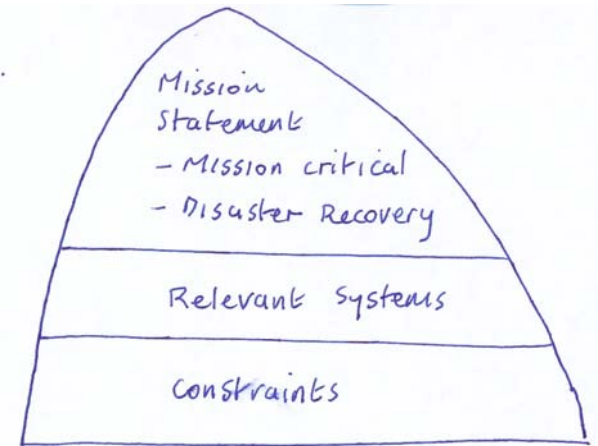 Mission
Statement
- Mission critical
- Disaster Recovery
Relevant Systems
Constraints